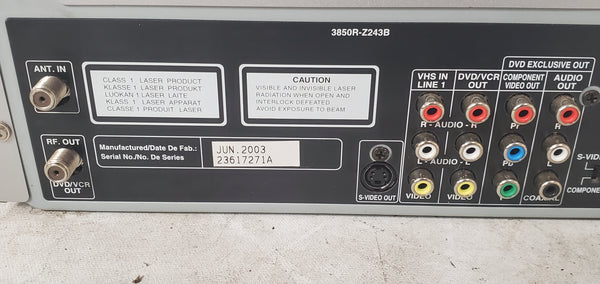 3850R-Z243B
ANT. IN
CLASS 1 LASER PRODUCT
KLASSE 1 LASER PRODUKT
LUOKAN 1 LASER LAITE
KLASS 1 LASER APPARAT
CLASSE 1 PRODUIT LASER
CAUTION
VISIBLE AND INVISIBLE LASER
RADIATION WHEN OPEN AND
INTERLOCK DEFEATED
AVOID EXPOSURE TO BEAM
RF. OUT
DVD/VCR
OUT
Manufactured/Date De Fab.:
Serial No./No. De Series
JUN.2003
23617271A
S-VIDEO OUT
VHS IN
LINE 1
DVD/VCR
OUT
DVD EXCLUSIVE OUT
COMPONENT
VIDEO OUT
AUDIO
OUT
R - AUDIO - R
Pr
R
L - AUDIO - L
Pb
L
VIDEO
VIDEO
Y
COAXIAL
S-VIDE
COMPONE